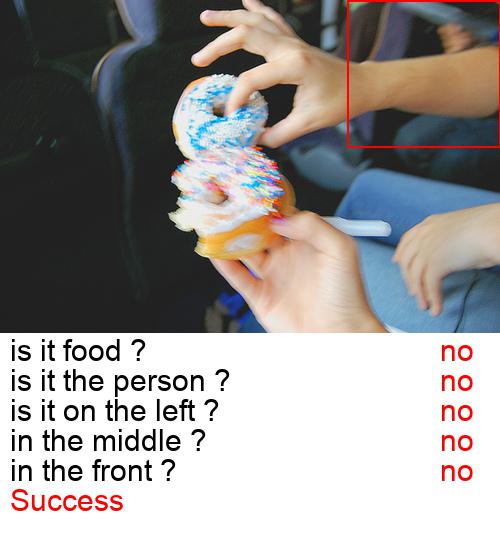 is it food ? no
is it the person ? no
is it on the left ? no
in the middle ? no
in the front ? no
Success